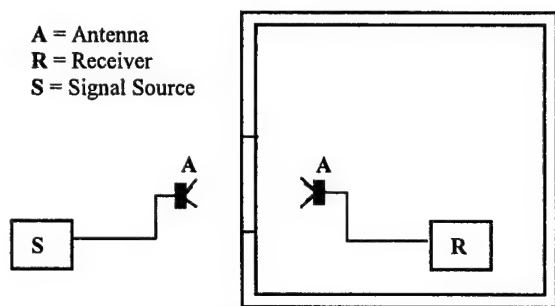 A = Antenna
R = Receiver
S = Signal Source
A
A
S
R